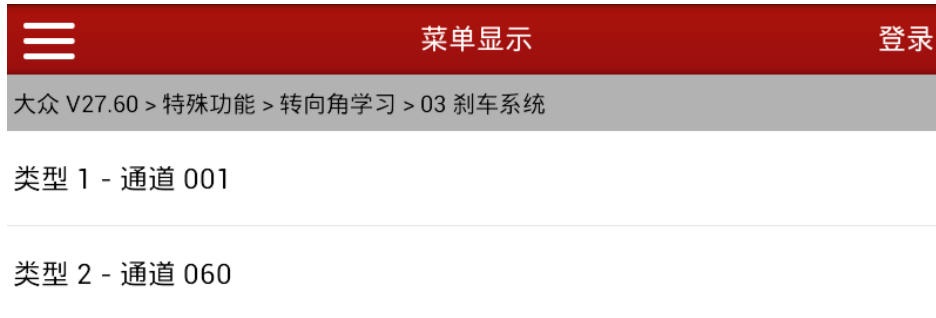 菜单显示 登录
大众 V27.60 > 特殊功能 > 转向角学习 > 03 刹车系统
类型 1 - 通道 001
类型 2 - 通道 060